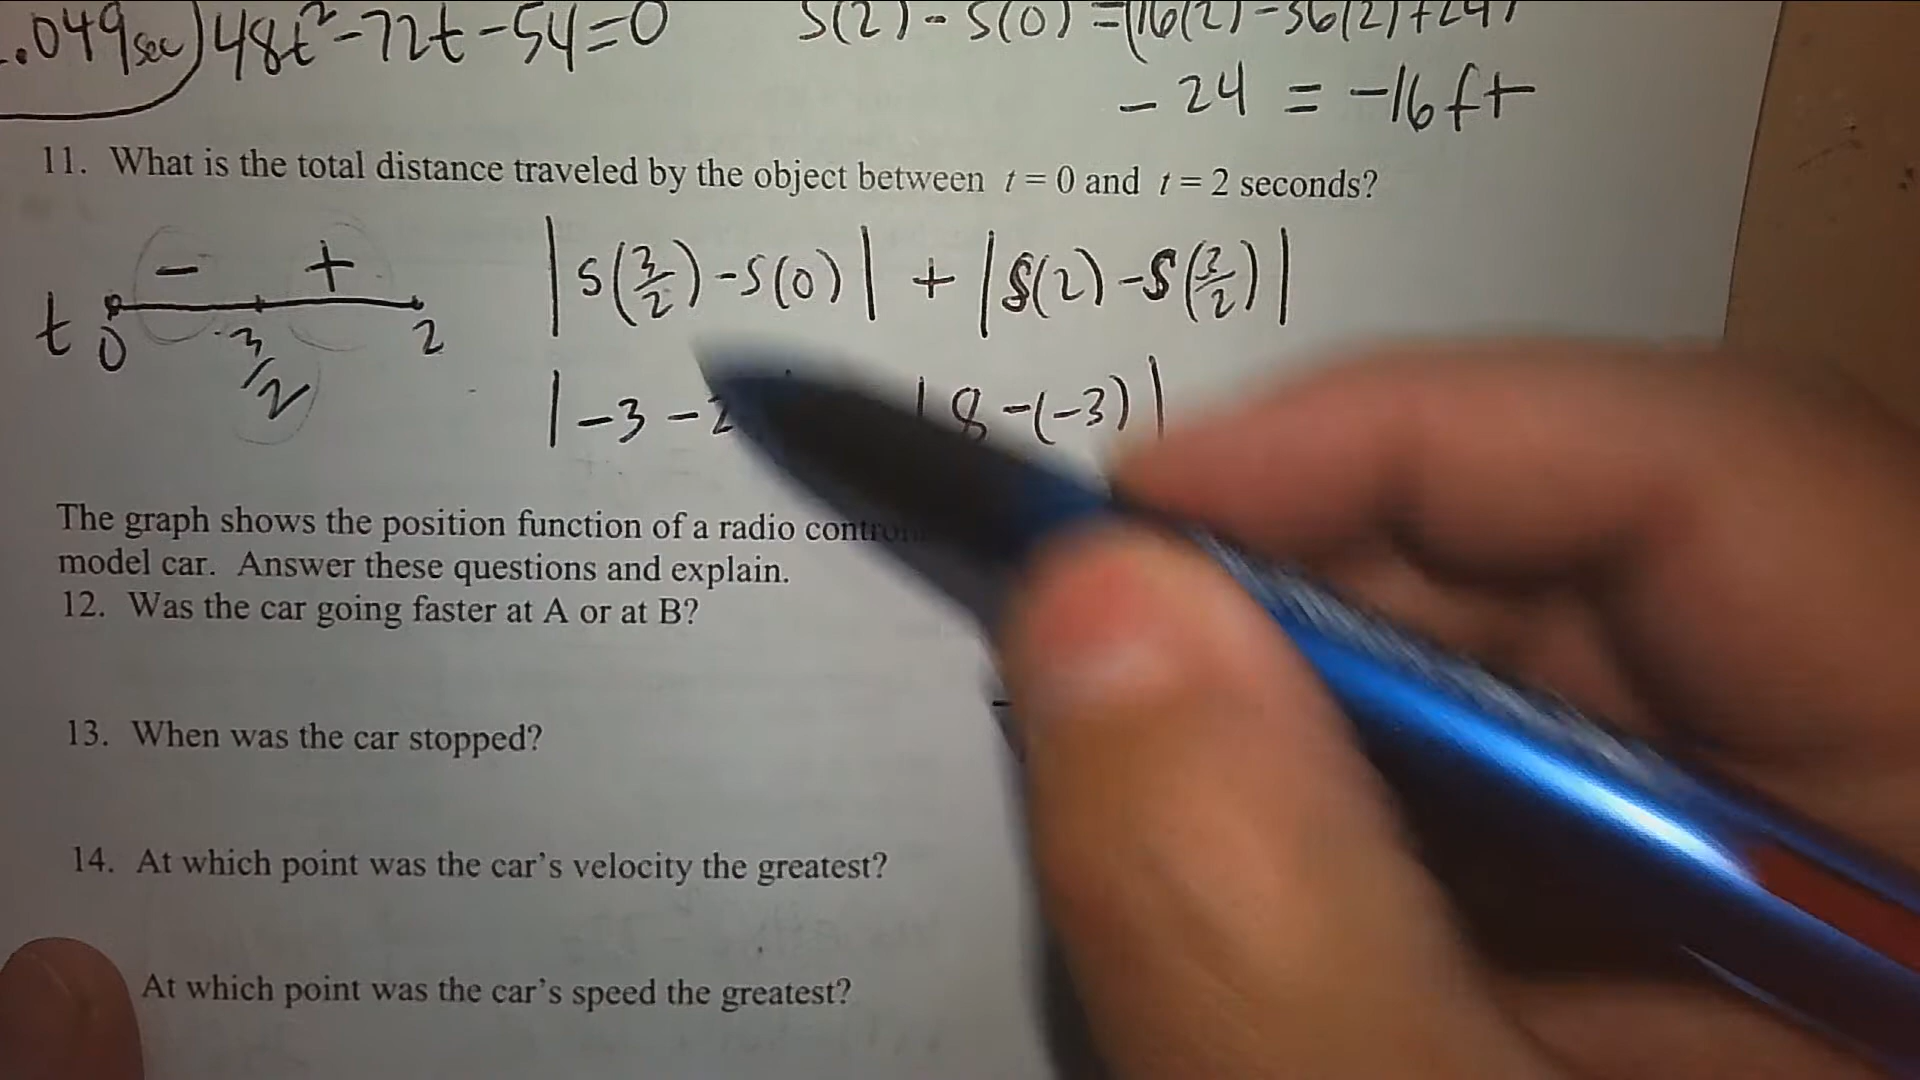 .049sec) 48t²-72t-54=0
S(2) - S(0) =(16(2) -36(2)+24)
- 24 = -16ft
11. What is the total distance traveled by the object between t = 0 and t = 2 seconds?
- +
t 0 3/2 2
|S(3/2)-S(0)| + |S(2)-S(3/2)|
|-3 -2 |8-(-3)|
The graph shows the position function of a radio
model car. Answer these questions and explain.
12. Was the car going faster at A or at B?
13. When was the car stopped?
14. At which point was the car's velocity the greatest?
At which point was the car's speed the greatest?